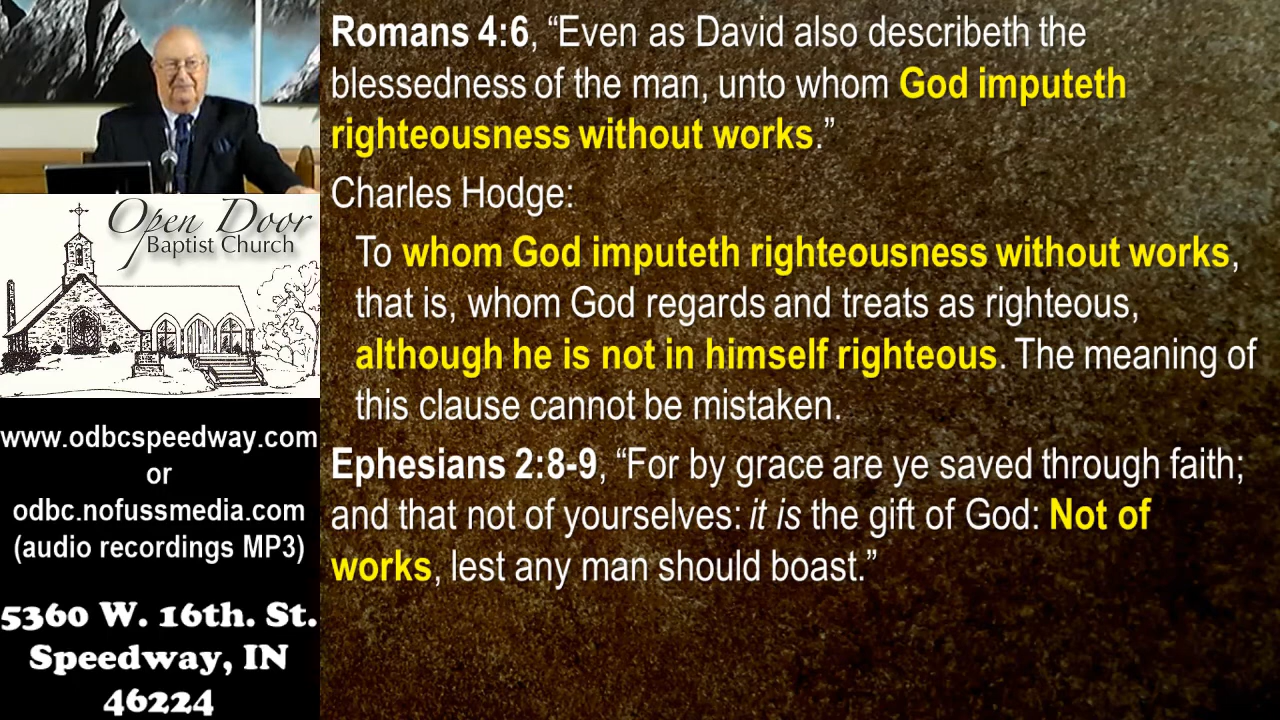 Open Door
Baptist Church
www.odbcspeedway.com
or
odbc.nofussmedia.com
(audio recordings MP3)
5360 W. 16th. St.
Speedway, IN
46224
Romans 4:6, “Even as David also describeth the
blessedness of the man, unto whom God imputeth
righteousness without works.”
Charles Hodge:
To whom God imputeth righteousness without works,
that is, whom God regards and treats as righteous,
although he is not in himself righteous. The meaning of
this clause cannot be mistaken.
Ephesians 2:8-9, “For by grace are ye saved through faith;
and that not of yourselves: it is the gift of God: Not of
works, lest any man should boast.”